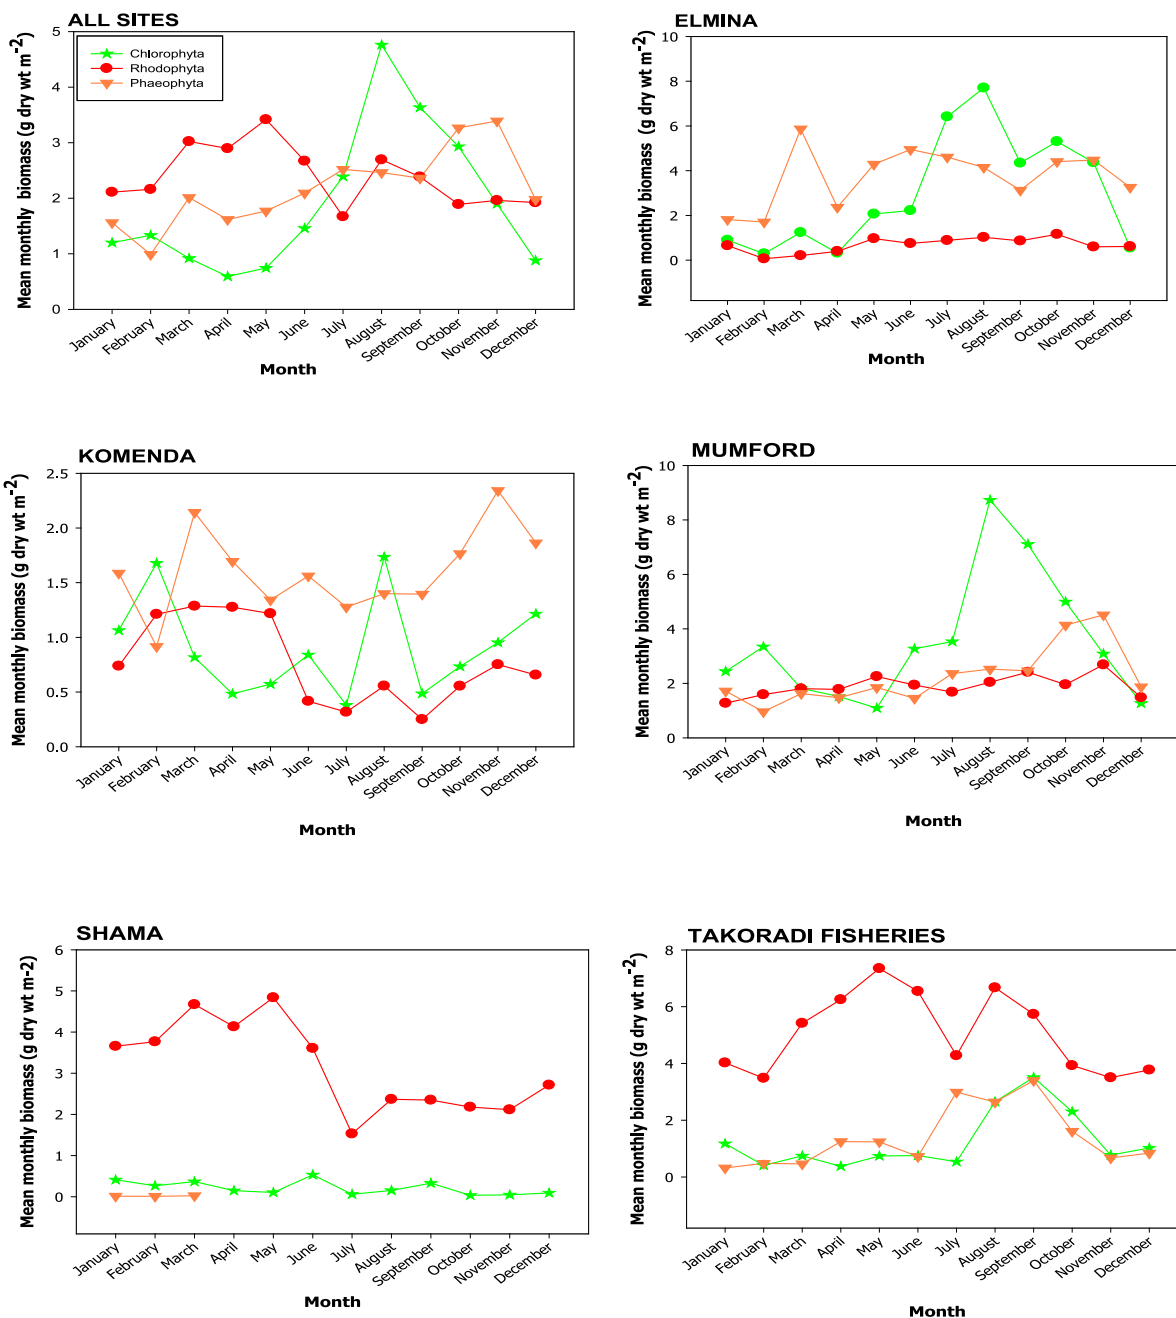 ALL SITES
Mean monthly biomass (g dry wt m-2)
5
4
3
2
1
0
Chlorophyta
Rhodophyta
Phaeophyta
January
February
March
April
May
June
July
August
September
October
November
December
Month
ELMINA
Mean monthly biomass (g dry wt m-2)
10
8
6
4
2
0
January
February
March
April
May
June
July
August
September
October
November
December
Month
KOMENDA
Mean monthly biomass (g dry wt m-2)
2.5
2.0
1.5
1.0
0.5
0.0
January
February
March
April
May
June
July
August
September
October
November
December
Month
MUMFORD
Mean monthly biomass (g dry wt m-2)
10
8
6
4
2
0
January
February
March
April
May
June
July
August
September
October
November
December
Month
SHAMA
Mean monthly biomass (g dry wt m-2)
6
5
4
3
2
1
0
January
February
March
April
May
June
July
August
September
October
November
December
Month
TAKORADI FISHERIES
Mean monthly biomass (g dry wt m-2)
8
6
4
2
0
January
February
March
April
May
June
July
August
September
October
November
December
Month